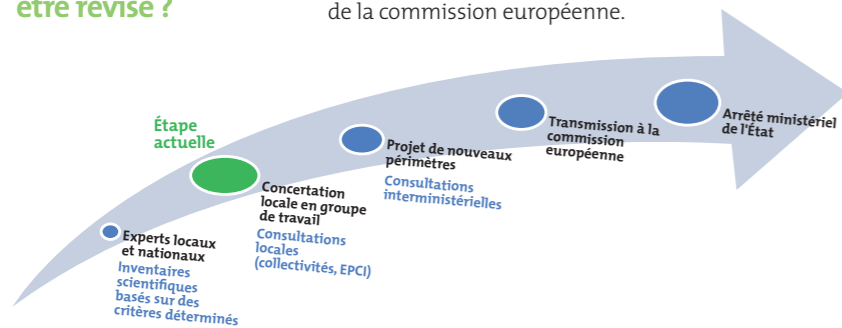 être révisé ?
de la commission européenne.
Étape
actuelle
Experts locaux
et nationaux
Inventaires
scientifiques
basés sur des
critères déterminés
Concertation
locale en groupe
de travail
Consultations
locales
(collectivités, EPCI)
Projet de nouveaux
périmètres
Consultations
interministérielles
Transmission à la
commission
européenne
Arrêté ministériel
de l'État